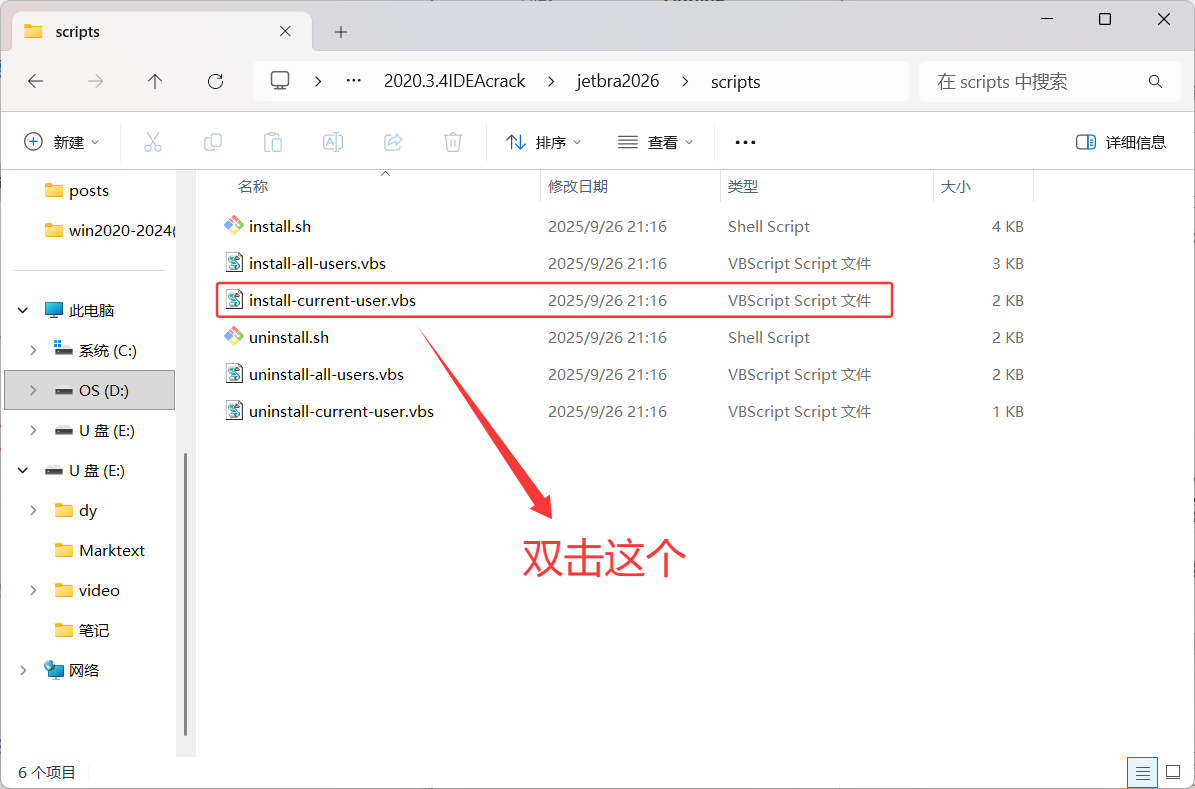 scripts
2020.3.4IDEAcrack
jetbra2026
scripts
在 scripts 中搜索
新建
排序
查看
详细信息
posts
win2020-2024(
此电脑
系统 (C:)
OS (D:)
U 盘 (E:)
U 盘 (E:)
dy
Marktext
video
笔记
网络
名称 修改日期 类型 大小
install.sh 2025/9/26 21:16 Shell Script 4 KB
install-all-users.vbs 2025/9/26 21:16 VBScript Script 文件 3 KB
install-current-user.vbs 2025/9/26 21:16 VBScript Script 文件 2 KB
uninstall.sh 2025/9/26 21:16 Shell Script 2 KB
uninstall-all-users.vbs 2025/9/26 21:16 VBScript Script 文件 2 KB
uninstall-current-user.vbs 2025/9/26 21:16 VBScript Script 文件 1 KB
双击这个
6 个项目